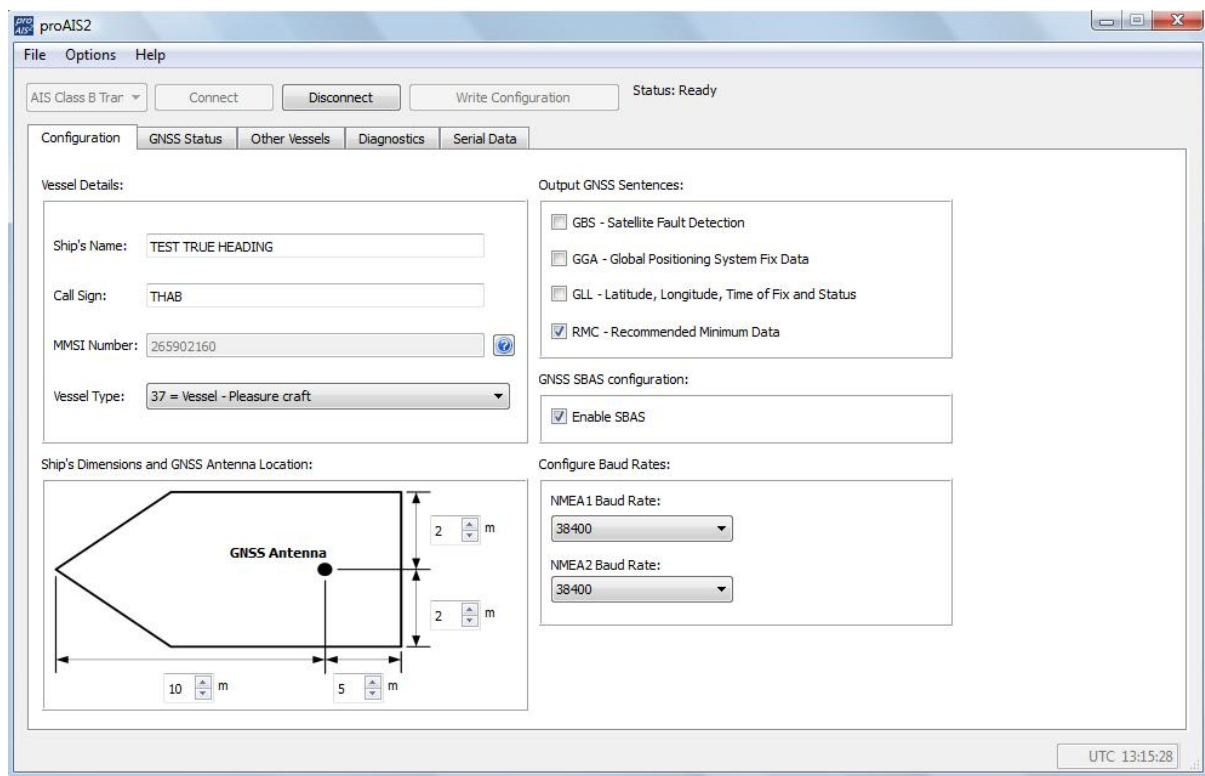 pro AIS2 proAIS2
File Options Help
AIS Class B Tran Connect Disconnect Write Configuration Status: Ready
Configuration GNSS Status Other Vessels Diagnostics Serial Data
Vessel Details:
Ship's Name: TEST TRUE HEADING
Call Sign: THAB
MMSI Number: 265902160
Vessel Type: 37 = Vessel - Pleasure craft
Ship's Dimensions and GNSS Antenna Location:
GNSS Antenna
2 m
2 m
10 m 5 m
Output GNSS Sentences:
GBS - Satellite Fault Detection
GGA - Global Positioning System Fix Data
GLL - Latitude, Longitude, Time of Fix and Status
RMC - Recommended Minimum Data
GNSS SBAS configuration:
Enable SBAS
Configure Baud Rates:
NMEA1 Baud Rate:
38400
NMEA2 Baud Rate:
38400
UTC 13:15:28